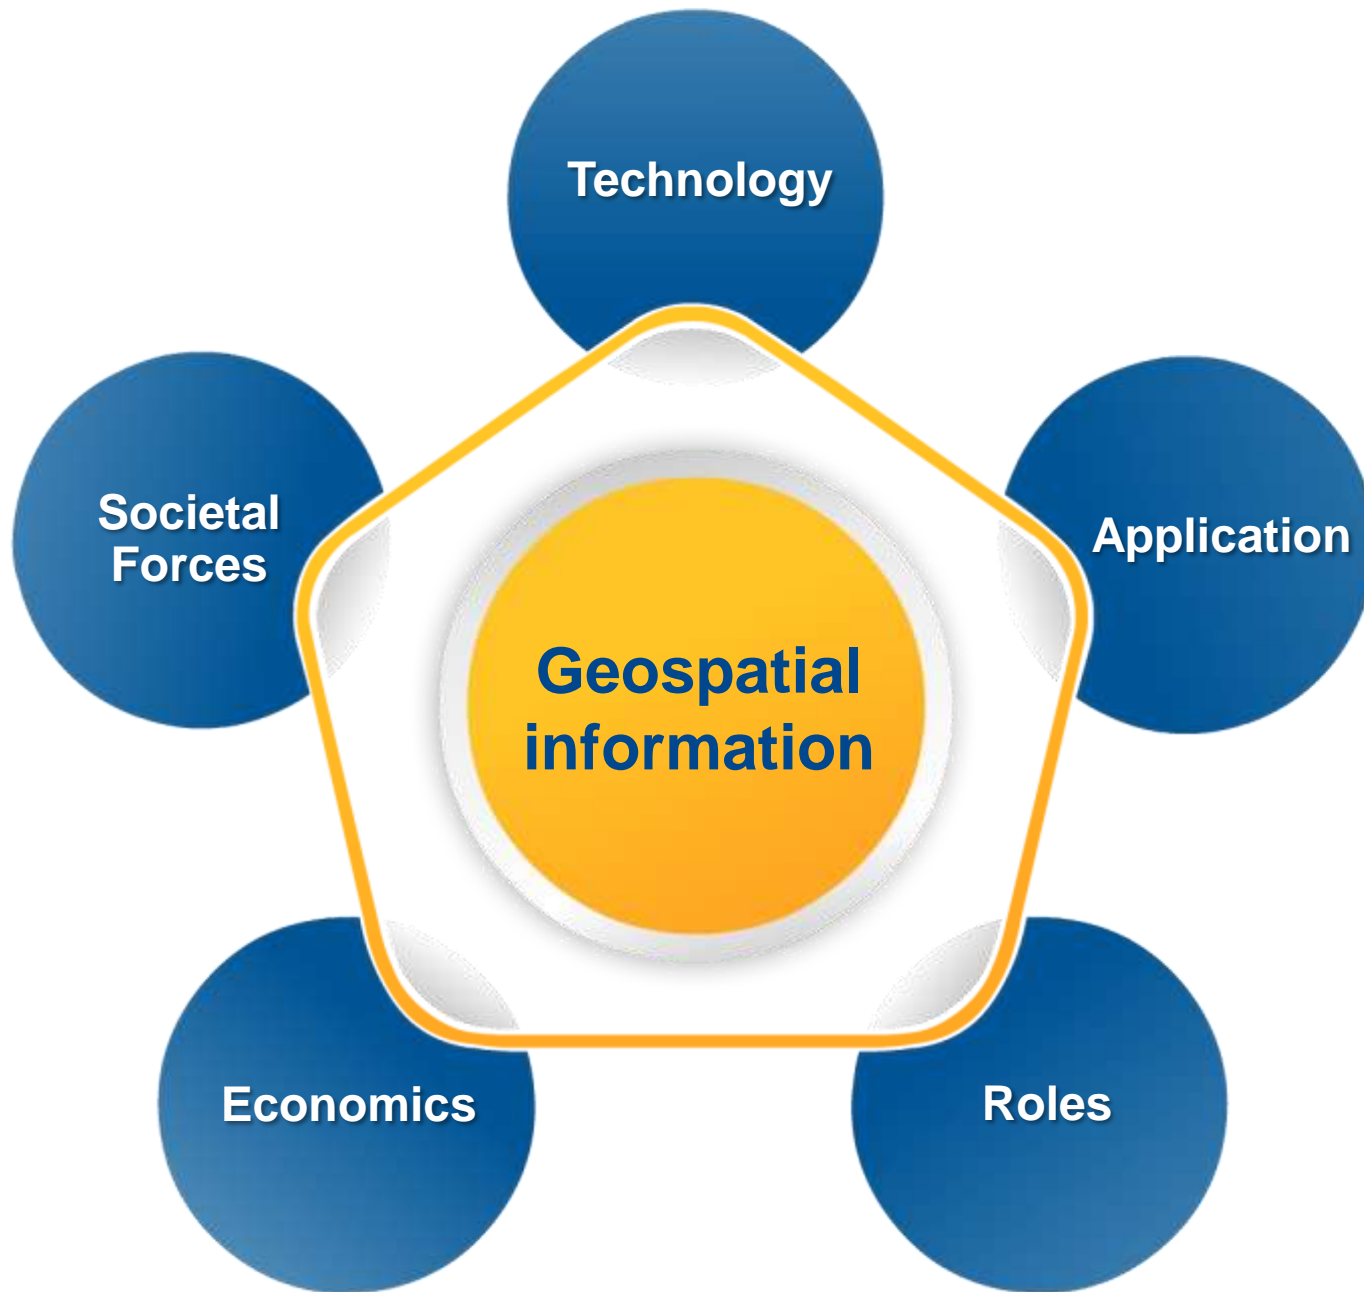 Technology
Societal
Forces
Application
Geospatial
information
Economics
Roles